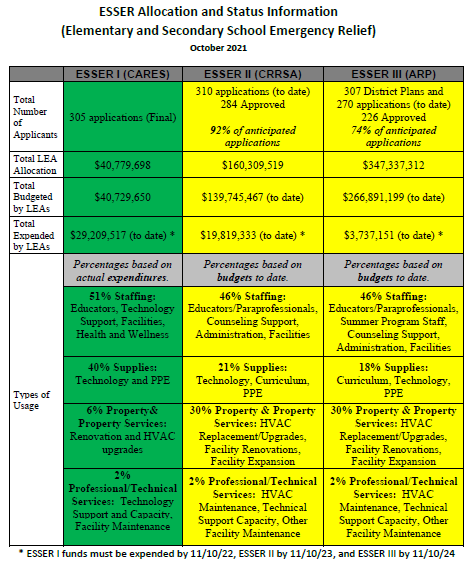 ESSER Allocation and Status Information
(Elementary and Secondary School Emergency Relief)
October 2021
ESSER I (CARES) ESSER II (CRRSA) ESSER III (ARP)
Total
Number
of
Applicants
305 applications (Final)
310 applications (to date)
284 Approved
92% of anticipated
applications
307 District Plans and
270 applications (to date)
226 Approved
74% of anticipated
applications
Total LEA
Allocation
$40,779,698 $160,309,519 $347,337,312
Total
Budgeted
by LEAs
$40,729,650 $139,745,467 (to date) $266,891,199 (to date)
Total
Expended
by LEAs
$29,209,517 (to date) * $19,819,333 (to date) * $3,737,151 (to date) *
Types of
Usage
Percentages based on
actual expenditures.
Percentages based on
budgets to date.
Percentages based on
budgets to date.
51% Staffing:
Educators, Technology
Support, Facilities,
Health and Wellness
46% Staffing:
Educators/Paraprofessionals,
Counseling Support,
Administration, Facilities
46% Staffing:
Educators/Paraprofessionals,
Summer Program Staff,
Counseling Support,
Administration, Facilities
40% Supplies:
Technology and PPE
21% Supplies:
Technology, Curriculum,
PPE
18% Supplies:
Curriculum, Technology,
PPE
6% Property&
Property Services:
Renovation and HVAC
upgrades
30% Property & Property
Services: HVAC
Replacement/Upgrades,
Facility Renovations,
Facility Expansion
30% Property & Property
Services: HVAC
Replacement/Upgrades,
Facility Renovations,
Facility Expansion
2%
Professional/Technical
Services: Technology
Support and Capacity,
Facility Maintenance
2% Professional/Technical
Services: HVAC
Maintenance, Technical
Support Capacity, Other
Facility Maintenance
2% Professional/Technical
Services: HVAC
Maintenance, Technical
Support Capacity, Other
Facility Maintenance
* ESSER I funds must be expended by 11/10/22, ESSER II by 11/10/23, and ESSER III by 11/10/24